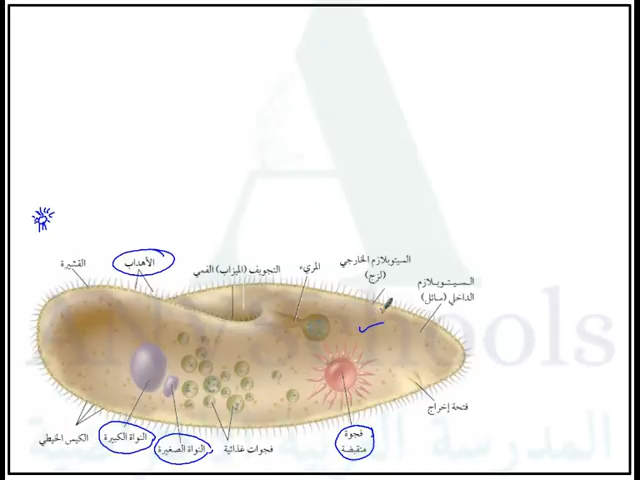 السيتوبلازم الخارجي
(لزج)
المريء
التجويف (الميزاب) الفمي
الأهداب
القشيرة
السيتوبلازم
الداخلي (سائل)
فتحة إخراج
فجوة
منقبضة
فجوات غذائية
النواة الصغيرة
النواة الكبيرة
الكيس الخيطي
Schools